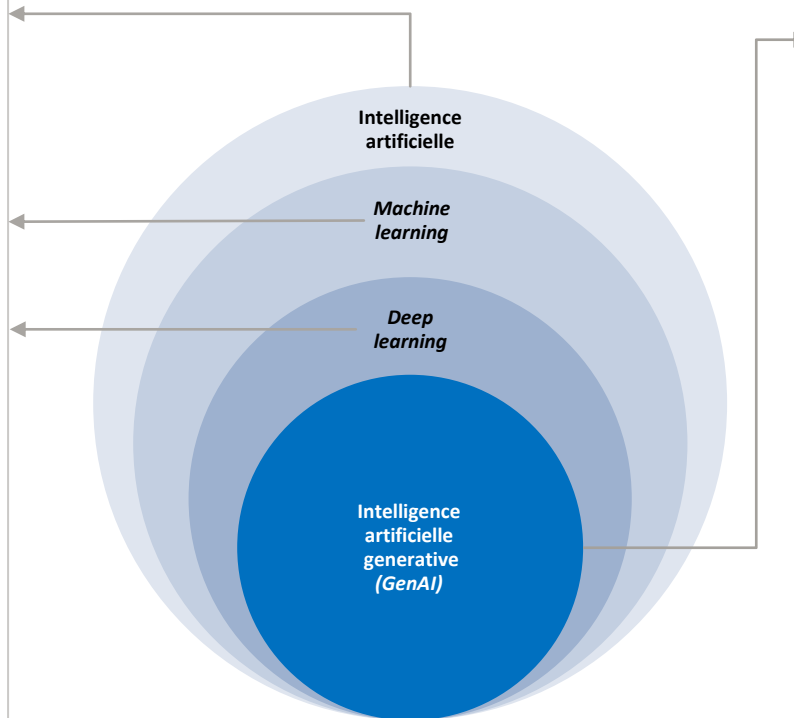 Intelligence
artificielle
Machine
learning
Deep
learning
Intelligence
artificielle
generative
(GenAI)